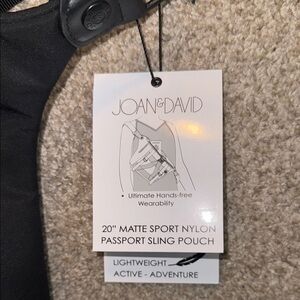 JOAN&DAVID
• Ultimate Hands-free
Wearability
20" MATTE SPORT NYLON
PASSPORT SLING POUCH
LIGHTWEIGHT
ACTIVE - ADVENTURE